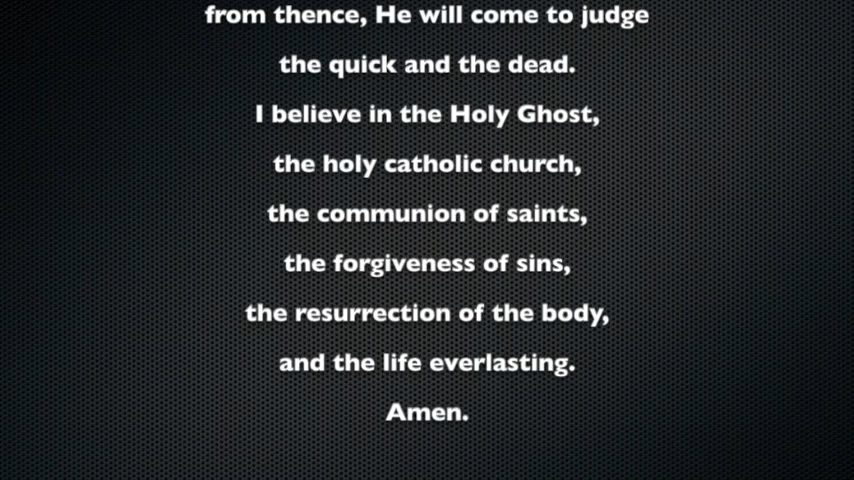 from thence, He will come to judge
the quick and the dead.
I believe in the Holy Ghost,
the holy catholic church,
the communion of saints,
the forgiveness of sins,
the resurrection of the body,
and the life everlasting.
Amen.